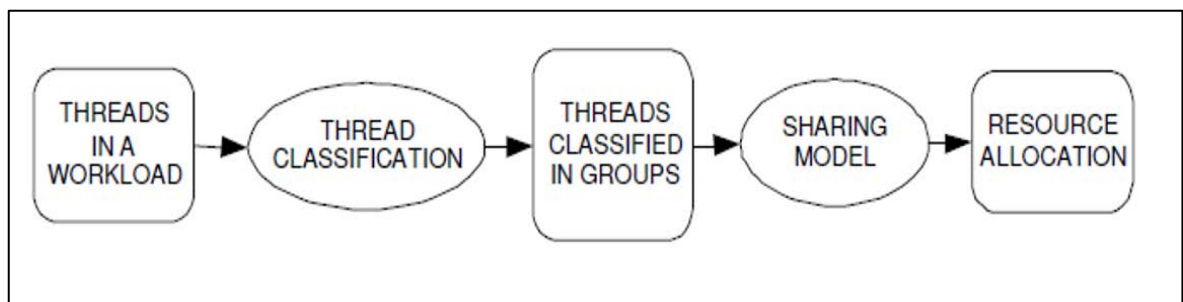 THREADS
IN A
WORKLOAD
THREAD
CLASSIFICATION
THREADS
CLASSIFIED
IN GROUPS
SHARING
MODEL
RESOURCE
ALLOCATION